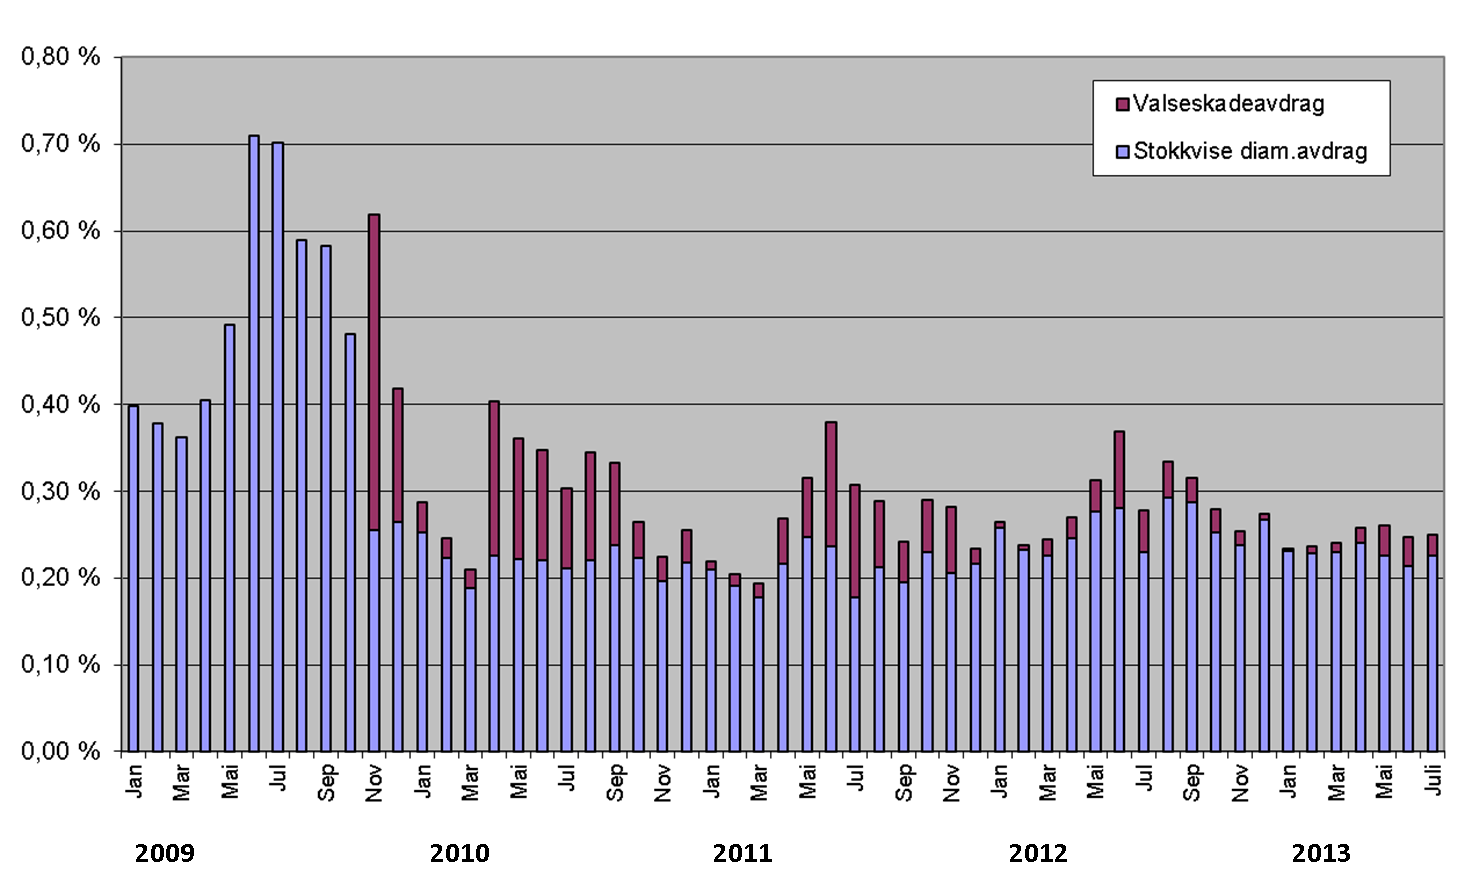 0,80 %
0,70 %
0,60 %
0,50 %
0,40 %
0,30 %
0,20 %
0,10 %
0,00 %
Valseskadeavdrag
Stokkvise diam.avdrag
Jan Mar Mai Jul Sep Nov Jan Mar Mai Jul Sep Nov Jan Mar Mai Jul Sep Nov Jan Mar Mai Jul Sep Nov Jan Mar Mai Juli
2009 2010 2011 2012 2013